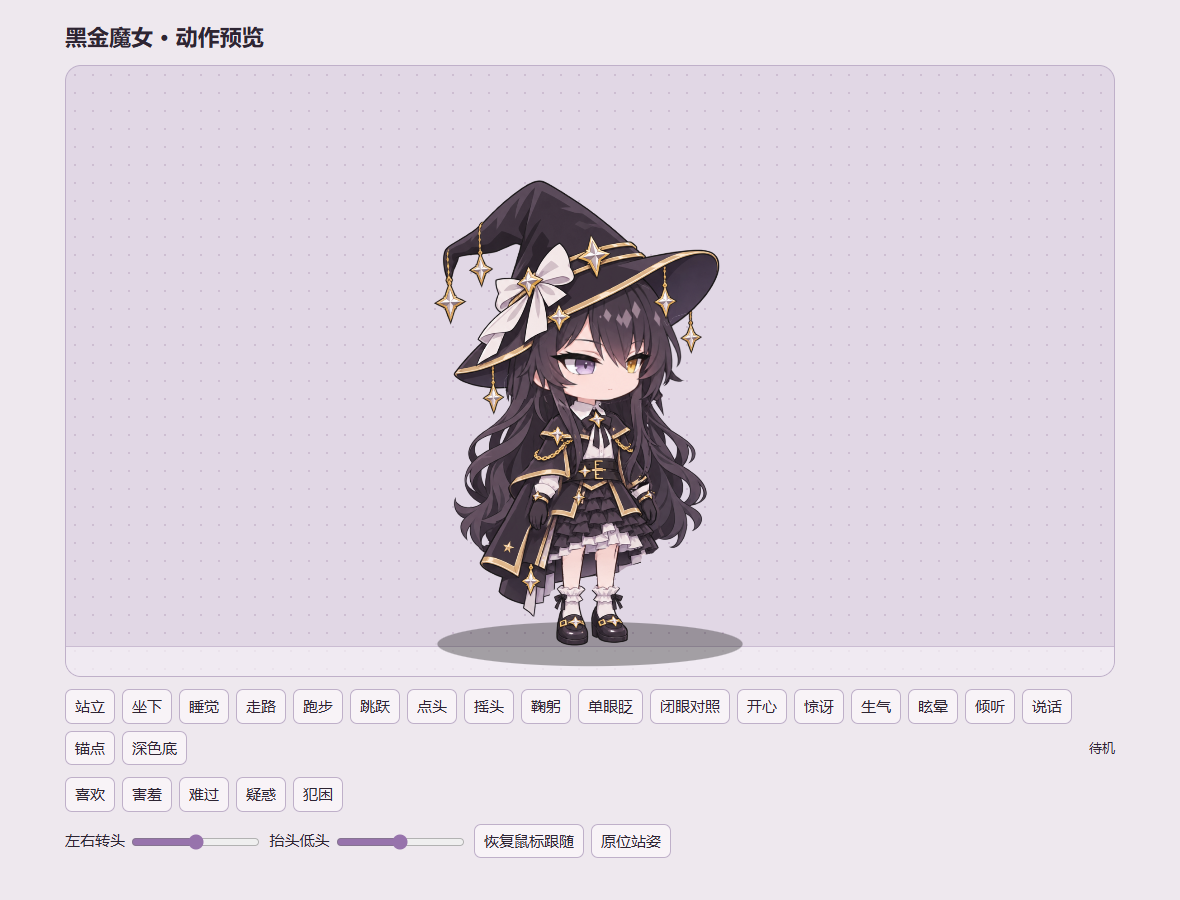 黑金魔女・动作预览
站立 坐下 睡觉 走路 跑步 跳跃 点头 摇头 鞠躬 单眼眨 闭眼对照 开心 惊讶 生气 眩晕 倾听 说话
锚点 深色底 待机
喜欢 害羞 难过 疑惑 犯困
左右转头 抬头低头 恢复鼠标跟随 原位站姿